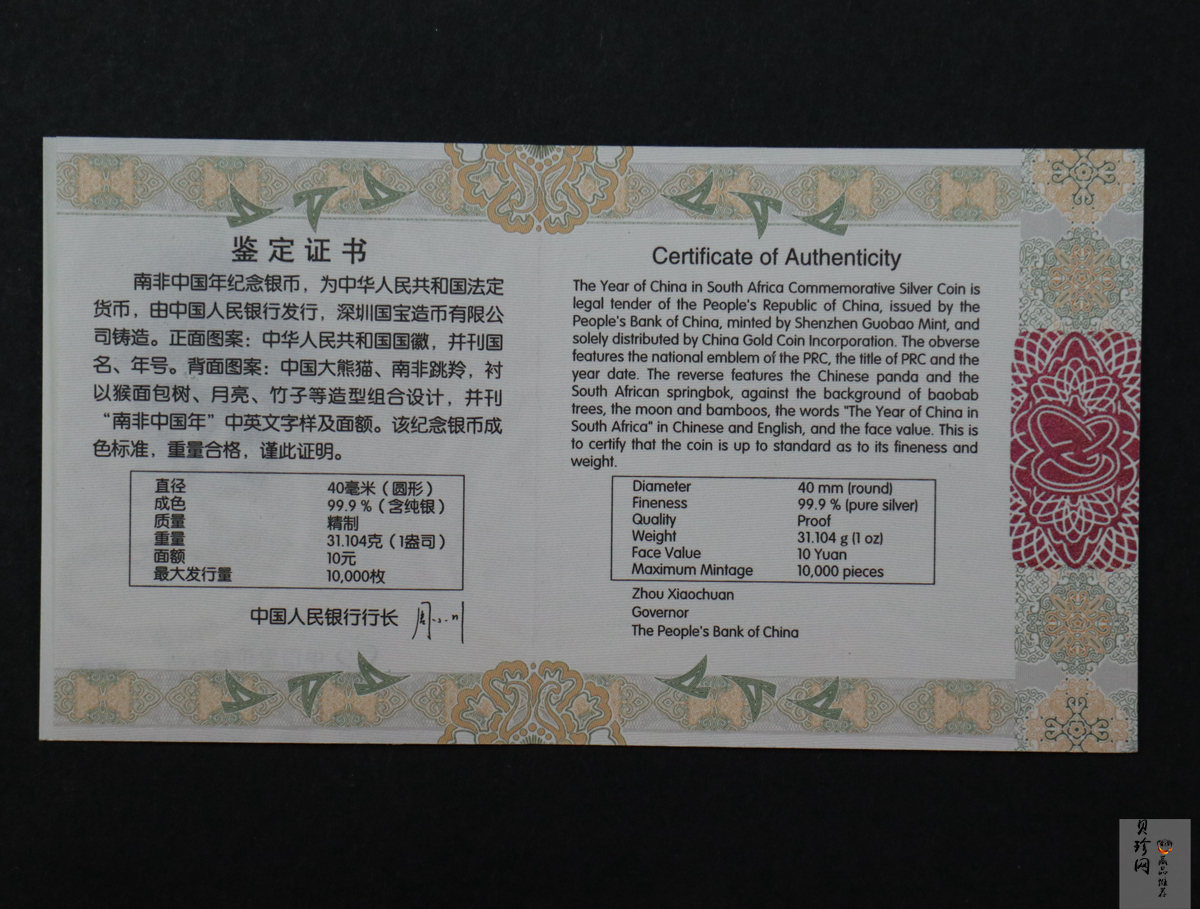 鉴定证书
南非中国年纪念银币，为中华人民共和国法定
货币，由中国人民银行发行，深圳国宝造币有限公
司铸造。正面图案：中华人民共和国国徽，并刊国
名、年号。背面图案：中国大熊猫、南非跳羚，衬
以猴面包树、月亮、竹子等造型组合设计，并刊
“南非中国年”中英文字样及面额。该纪念银币成
色标准，重量合格，谨此证明。
直径 40毫米（圆形）
成色 99.9％（含纯银）
质量 精制
重量 31.104克（1盎司）
面额 10元
最大发行量 10,000枚
中国人民银行行长
Certificate of Authenticity
The Year of China in South Africa Commemorative Silver Coin is
legal tender of the People's Republic of China, issued by the
People's Bank of China, minted by Shenzhen Guobao Mint, and
solely distributed by China Gold Coin Incorporation. The obverse
features the national emblem of the PRC, the title of PRC and the
year date. The reverse features the Chinese panda and the
South African springbok, against the background of baobab
trees, the moon and bamboos, the words "The Year of China in
South Africa" in Chinese and English, and the face value. This is
to certify that the coin is up to standard as to its fineness and
weight.
Diameter 40 mm (round)
Fineness 99.9 % (pure silver)
Quality Proof
Weight 31.104 g (1 oz)
Face Value 10 Yuan
Maximum Mintage 10,000 pieces
Zhou Xiaochuan
Governor
The People's Bank of China
贝珍网
藏品推荐